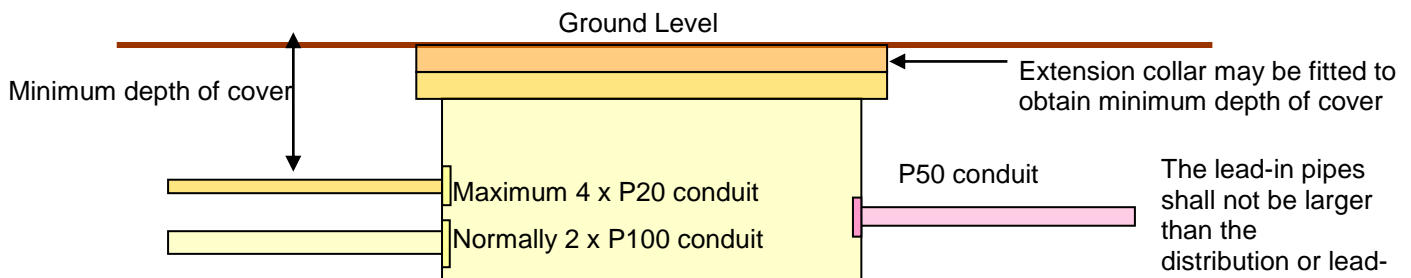 Ground Level
Minimum depth of cover
Extension collar may be fitted to
obtain minimum depth of cover
Maximum 4 x P20 conduit
Normally 2 x P100 conduit
P50 conduit
The lead-in pipes
shall not be larger
than the
distribution or lead-